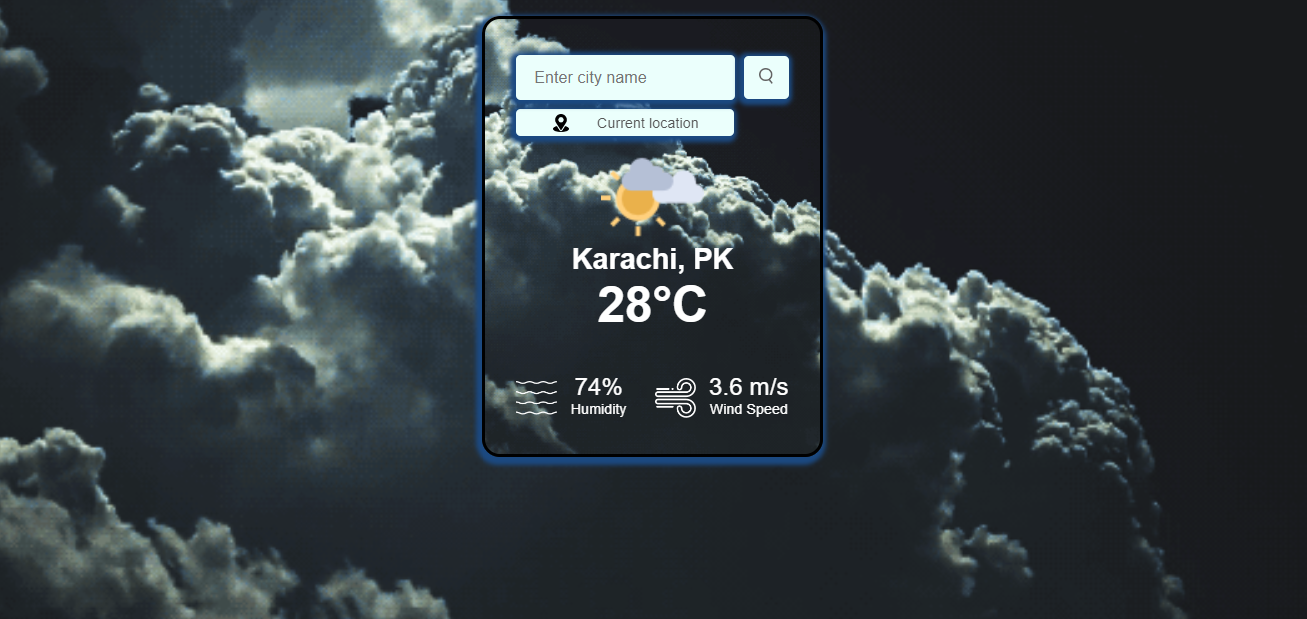 Enter city name
Current location
Karachi, PK
28°C
74%
Humidity
3.6 m/s
Wind Speed